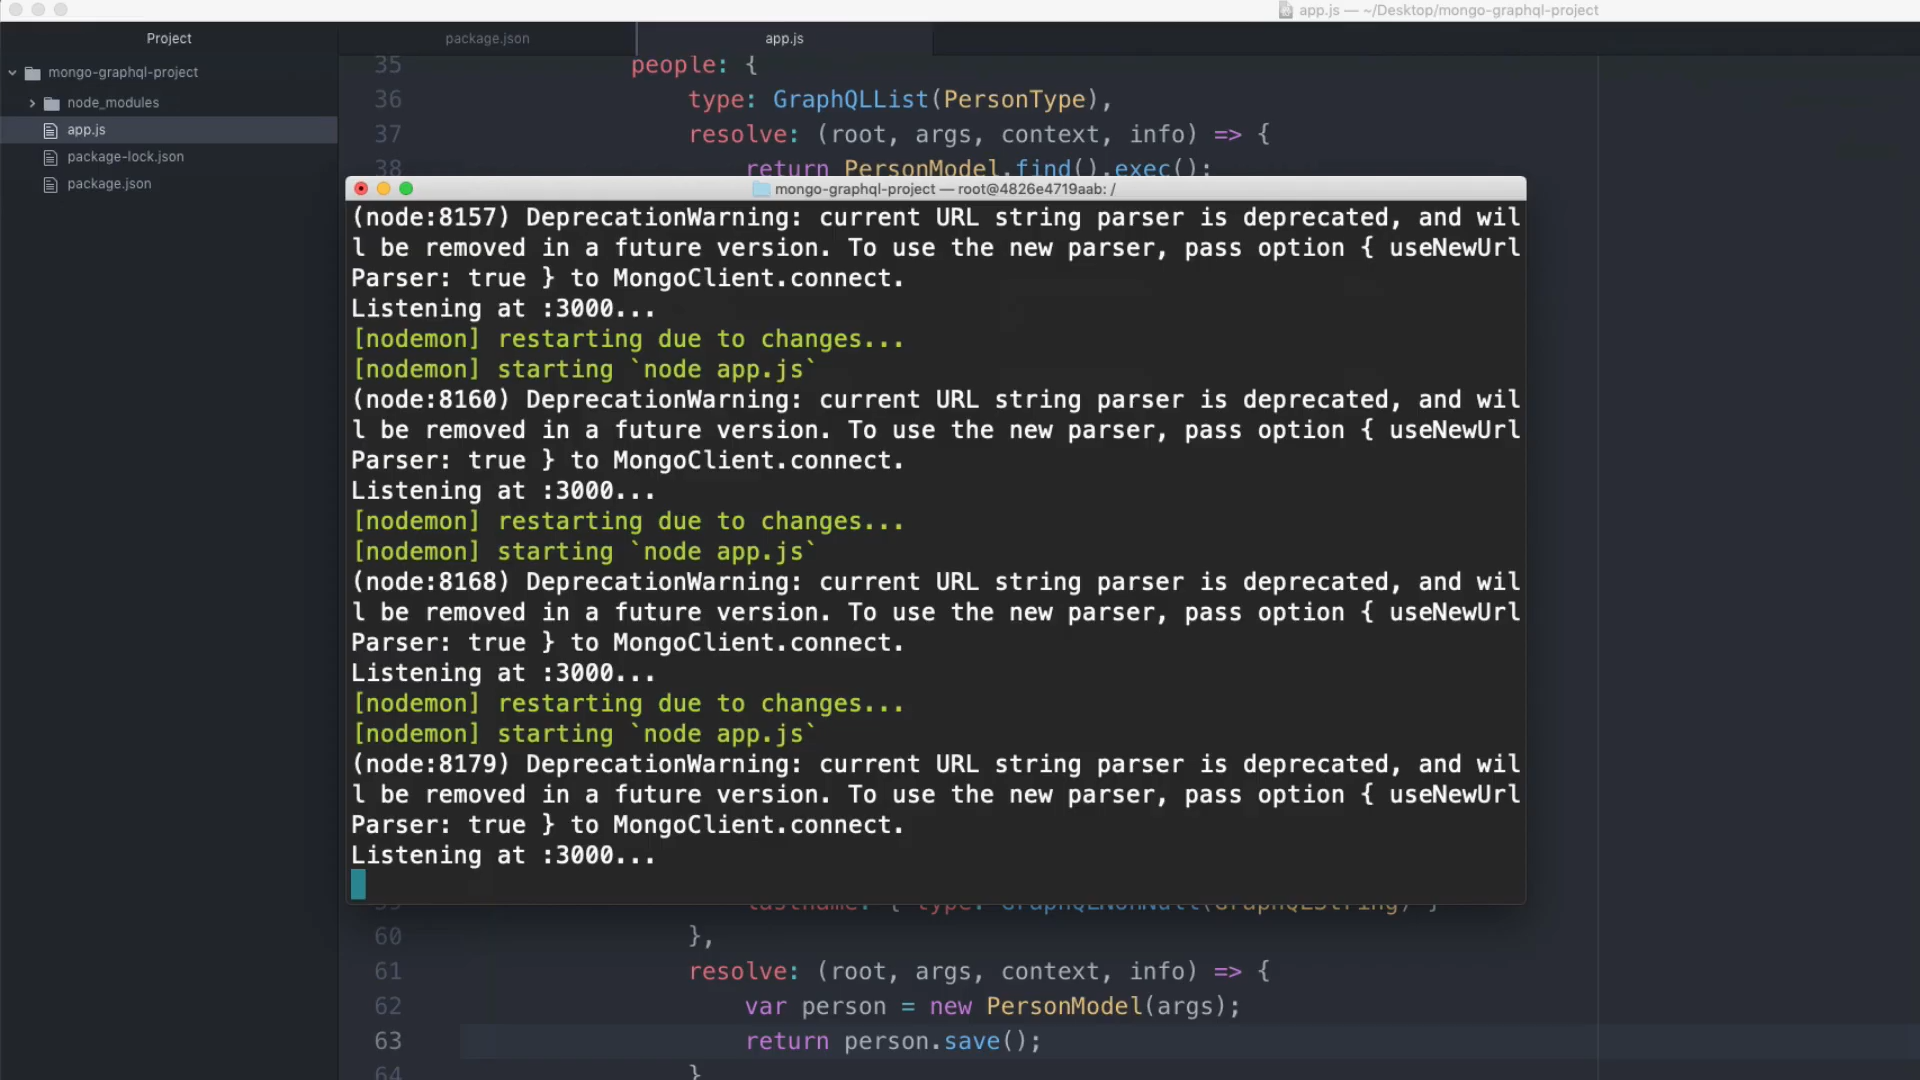 app.js — ~/Desktop/mongo-graphql-project
Project
package.json
app.js
mongo-graphql-project
node_modules
app.js
package-lock.json
package.json
35 people: {
36 type: GraphQLList(PersonType),
37 resolve: (root, args, context, info) => {
38 return PersonModel.find().exec();
mongo-graphql-project — root@4826e4719aab: /
(node:8157) DeprecationWarning: current URL string parser is deprecated, and wil
l be removed in a future version. To use the new parser, pass option { useNewUrl
Parser: true } to MongoClient.connect.
Listening at :3000...
[nodemon] restarting due to changes...
[nodemon] starting `node app.js`
(node:8160) DeprecationWarning: current URL string parser is deprecated, and wil
l be removed in a future version. To use the new parser, pass option { useNewUrl
Parser: true } to MongoClient.connect.
Listening at :3000...
[nodemon] restarting due to changes...
[nodemon] starting `node app.js`
(node:8168) DeprecationWarning: current URL string parser is deprecated, and wil
l be removed in a future version. To use the new parser, pass option { useNewUrl
Parser: true } to MongoClient.connect.
Listening at :3000...
[nodemon] restarting due to changes...
[nodemon] starting `node app.js`
(node:8179) DeprecationWarning: current URL string parser is deprecated, and wil
l be removed in a future version. To use the new parser, pass option { useNewUrl
Parser: true } to MongoClient.connect.
Listening at :3000...
60 },
61 resolve: (root, args, context, info) => {
62 var person = new PersonModel(args);
63 return person.save();
64 }